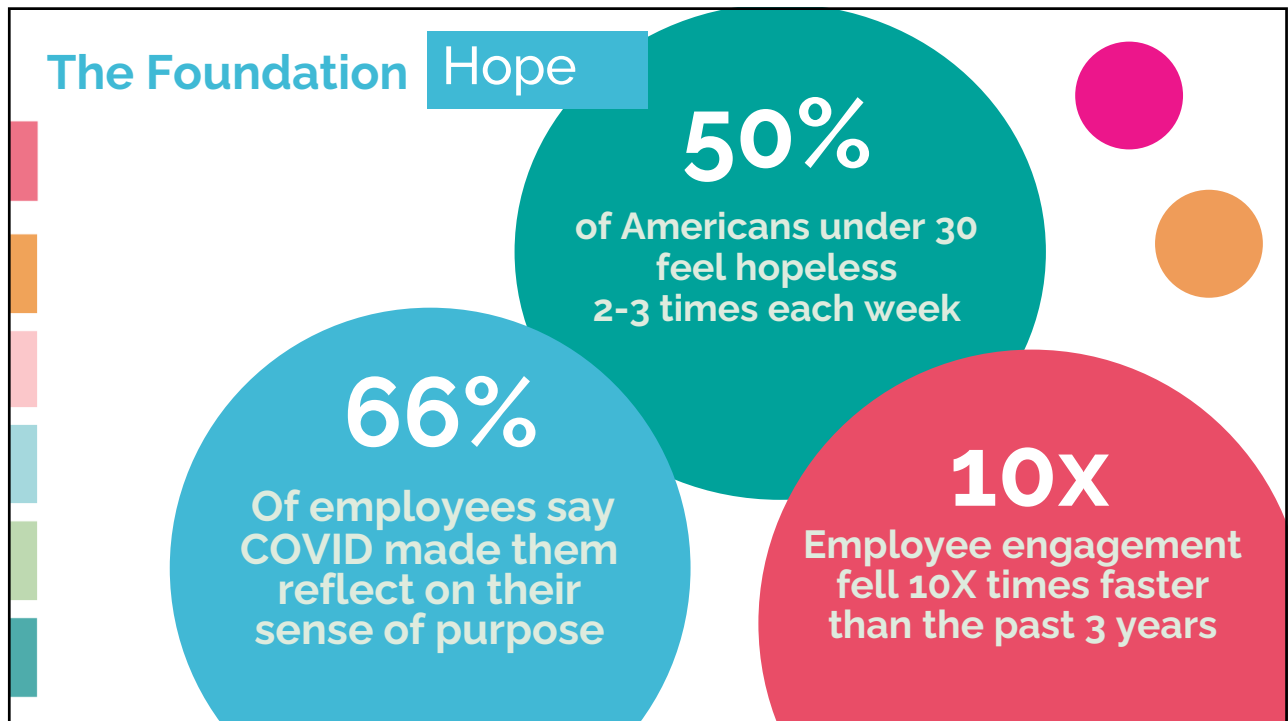 The Foundation Hope
50%
of Americans under 30
feel hopeless
2-3 times each week
66%
Of employees say
COVID made them
reflect on their
sense of purpose
10x
Employee engagement
fell 10X times faster
than the past 3 years